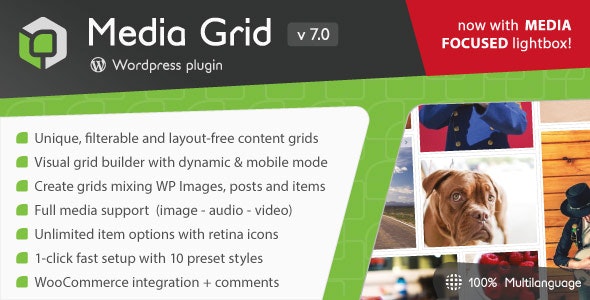 Media Grid
v 7.0
Wordpress plugin
now with MEDIA
FOCUSED lightbox!
Unique, filterable and layout-free content grids
Visual grid builder with dynamic & mobile mode
Create grids mixing WP Images, posts and items
Full media support (image - audio - video)
Unlimited item options with retina icons
1-click fast setup with 10 preset styles
WooCommerce integration + comments
100% Multilanguage